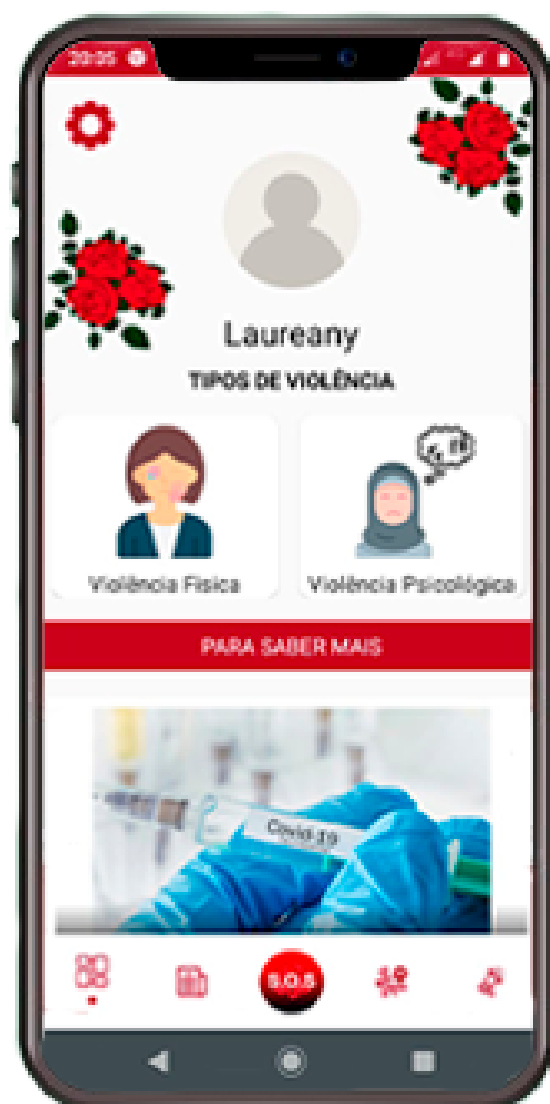 20:05
Laureany
TIPOS DE VIOLÊNCIA
Violência Física Violência Psicológica
PARA SABER MAIS
Covid-19
S.O.S